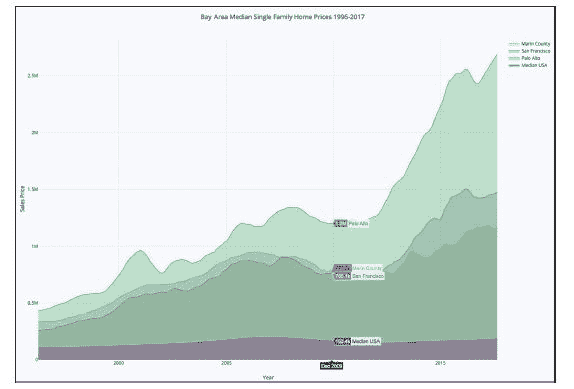 Bay Area Median Single Family Home Prices 1996-2017
Marin County
San Francisco
Palo Alto
Median USA
2.5M
2M
1.5M
1M
0.5M
0
Sales Price
Palo Alto
Marin County
San Francisco
Median USA
2000
2005
2015
Dec 2009
Year